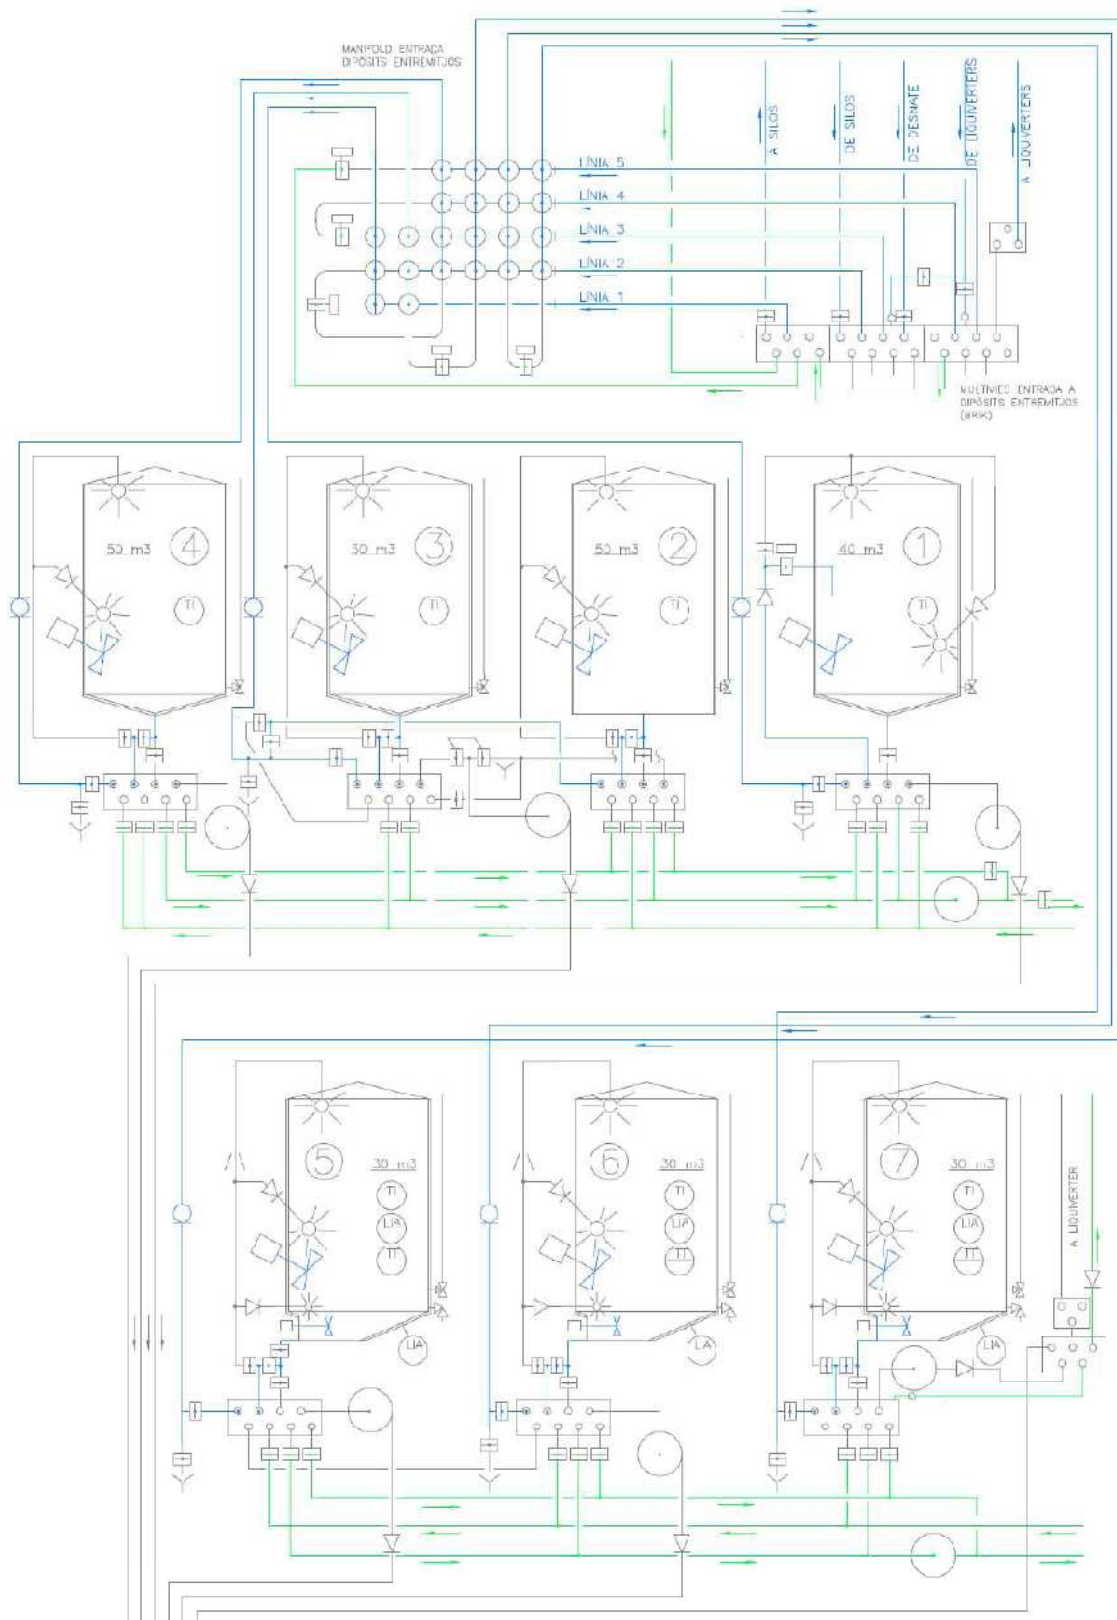 MANIFOLD ENTRADA
DIPÒSITS ENTREMITJOS
A SILOS
DE SILOS
DE DESNATE
DE LIQUIVERTERS
A LIQUIVERTERS
LÍNIA 5
LÍNIA 4
LÍNIA 3
LÍNIA 2
LÍNIA 1
MULTIVIES ENTRADA A
DIPÒSITS ENTREMITJOS
(BRIK)
50 m3 4
30 m3 3
50 m3 2
40 m3 1
TI
TI
TI
TI
5 30 m3
6 30 m3
7 30 m3
TI
TI
TI
LIA
LIA
LIA
TT
TT
TT
LIA
LIA
LIA
A LIQUIVERTER